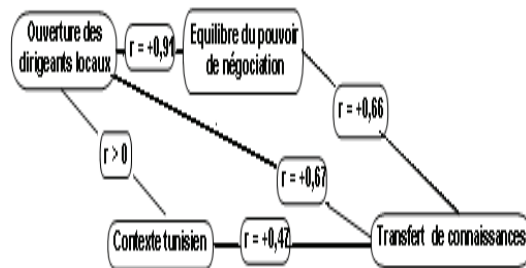 Ouverture des
dirigeants locaux
r = +0,91
Equilibre du pouvoir
de négociation
r = +0,66
r > 0
r = +0,67
Contexte tunisien
r = +0,47
Transfert de connaissances